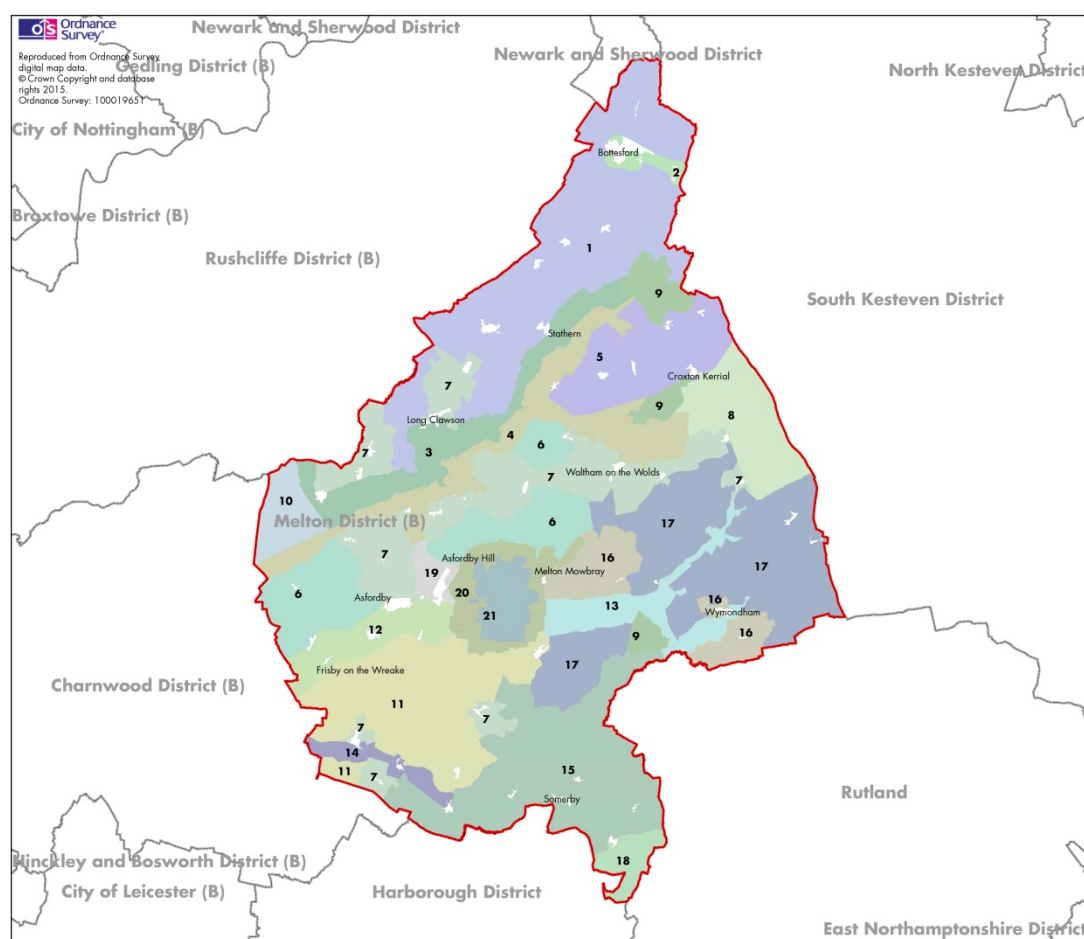 Ordnance
Survey®
Reproduced from Ordnance Survey
digital map data.
© Crown Copyright and database
rights 2015.
Ordnance Survey: 100019651
Newark and Sherwood District
Newark and Sherwood District
Gedling District (B)
North Kesteven District
City of Nottingham (B)
Bottesford
2
Broxtowe District (B)
1
Rushcliffe District (B)
9
South Kesteven District
Stathern
5
Croxton Kerrial
7
9
8
Long Clawson
4
6
3
7
Waltham on the Wolds
7
7
10
Melton District (B)
6
17
7
Asfordby Hill
16
17
19
Melton Mowbray
6
Asfordby
20
16
13
Wymondham
21
12
16
9
Frisby on the Wreake
17
Charnwood District (B)
11
7
7
14
11
7
15
Somerby
Rutland
18
Hinckley and Bosworth District (B)
City of Leicester (B)
Harborough District
East Northamptonshire District